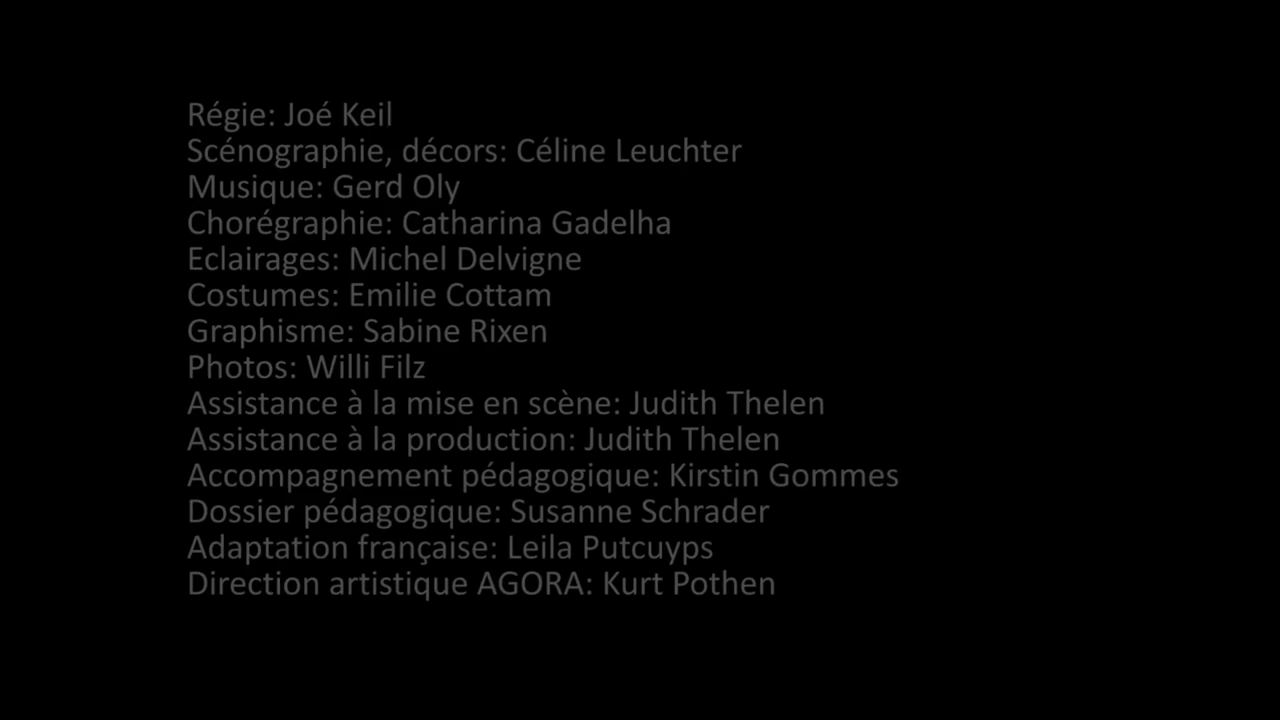 Régie: Joé Keil
Scénographie, décors: Céline Leuchter
Musique: Gerd Oly
Chorégraphie: Catharina Gadelha
Eclairages: Michel Delvigne
Costumes: Emilie Cottam
Graphisme: Sabine Rixen
Photos: Willi Filz
Assistance à la mise en scène: Judith Thelen
Assistance à la production: Judith Thelen
Accompagnement pédagogique: Kirstin Gommes
Dossier pédagogique: Susanne Schrader
Adaptation française: Leila Putcuyps
Direction artistique AGORA: Kurt Pothen